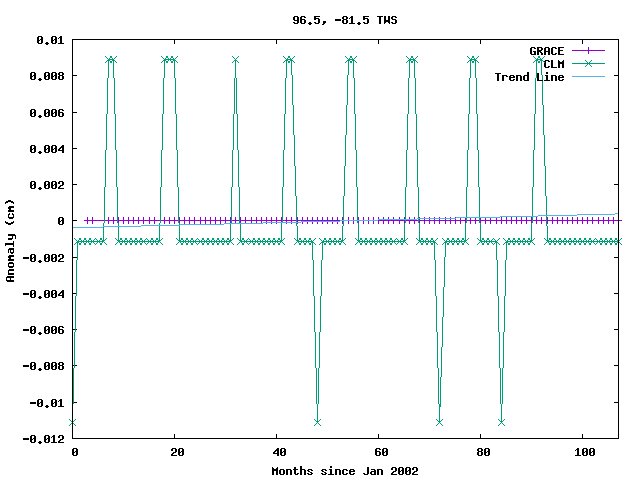 96.5, -81.5 TWS
0.01
0.008
0.006
0.004
0.002
0
-0.002
-0.004
-0.006
-0.008
-0.01
-0.012
Anomaly (cm)
GRACE
CLM
Trend Line
0 20 40 60 80 100
Months since Jan 2002